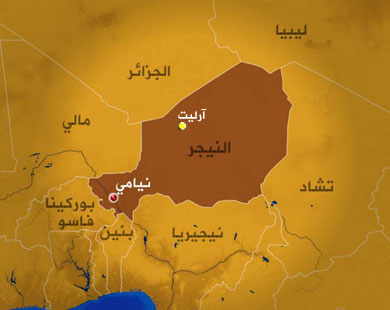 ليبيا
الجزائر
آرليت
مالي
النيجر
نيامي
تشاد
بوركينا
فاسو
بنين
نيجيريا